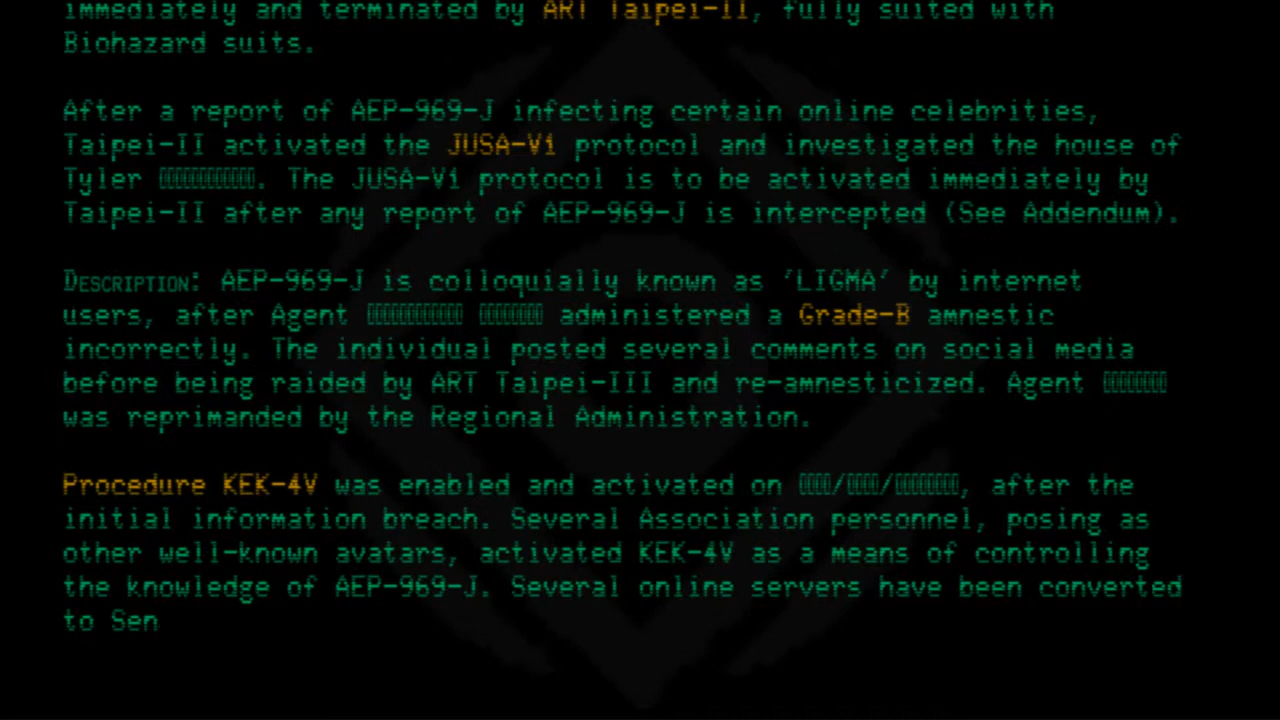 immediately and terminated by ART Taipei-II, fully suited with
Biohazard suits.
After a report of AEP-969-J infecting certain online celebrities,
Taipei-II activated the JUSA-V1 protocol and investigated the house of
Tyler ▯▯▯▯▯▯▯▯▯▯▯▯. The JUSA-V1 protocol is to be activated immediately by
Taipei-II after any report of AEP-969-J is intercepted (See Addendum).
DESCRIPTION: AEP-969-J is colloquially known as 'LIGMA' by internet
users, after Agent ▯▯▯▯▯▯▯▯▯▯▯▯ ▯▯▯▯▯▯▯▯ administered a Grade-B amnestic
incorrectly. The individual posted several comments on social media
before being raided by ART Taipei-III and re-amnesticized. Agent ▯▯▯▯▯▯▯▯
was reprimanded by the Regional Administration.
Procedure KEK-4V was enabled and activated on ▯▯▯▯/▯▯▯▯/▯▯▯▯▯▯▯▯, after the
initial information breach. Several Association personnel, posing as
other well-known avatars, activated KEK-4V as a means of controlling
the knowledge of AEP-969-J. Several online servers have been converted
to Sen